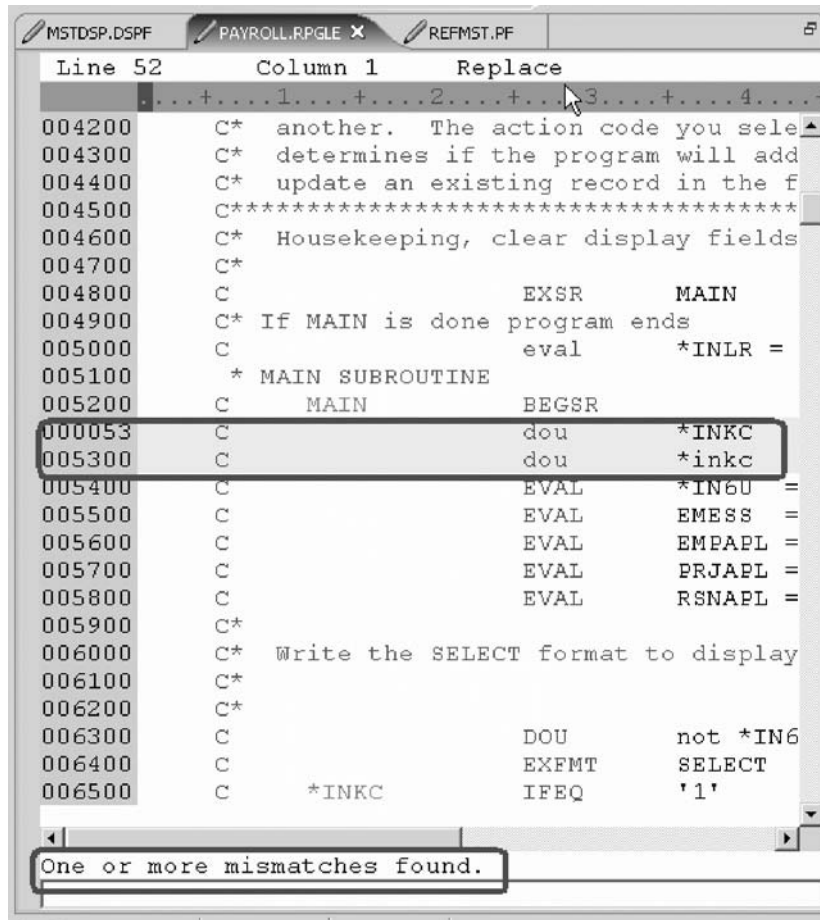 MSTDSP.DSPF PAYROLL.RPGLE X REFMST.PF
Line 52 Column 1 Replace
....+....1....+....2....+....3....+....4....+
004200 C* another. The action code you sele
004300 C* determines if the program will add
004400 C* update an existing record in the f
004500 C*************************************
004600 C* Housekeeping, clear display fields
004700 C*
004800 C EXSR MAIN
004900 C* If MAIN is done program ends
005000 C eval *INLR =
005100 * MAIN SUBROUTINE
005200 C MAIN BEGSR
000053 C dou *INKC
005300 C dou *inkc
005400 C EVAL *IN60 =
005500 C EVAL EMESS =
005600 C EVAL EMPAPL =
005700 C EVAL PRJAPL =
005800 C EVAL RSNAPL =
005900 C*
006000 C* Write the SELECT format to display
006100 C*
006200 C*
006300 C DOU not *IN6
006400 C EXFMT SELECT
006500 C *INKC IFEQ '1'
One or more mismatches found.